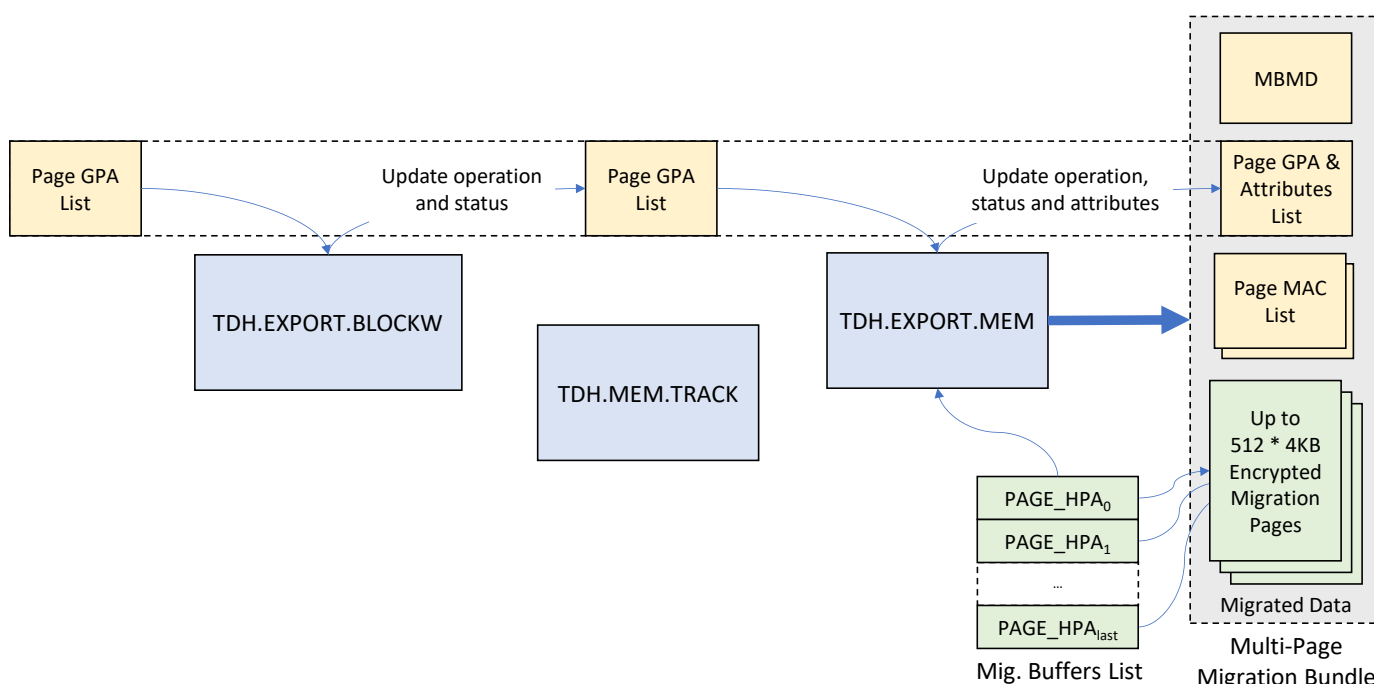 MBMD
Page GPA
List
Update operation
and status
Page GPA
List
Update operation,
status and attributes
Page GPA &
Attributes
List
TDH.EXPORT.BLOCKW
TDH.MEM.TRACK
TDH.EXPORT.MEM
Page MAC
List
Up to
512 * 4KB
Encrypted
Migration
Pages
PAGE_HPA0
PAGE_HPA1
...
PAGE_HPAlast
Mig. Buffers List
Migrated Data
Multi-Page
Migration Bundle